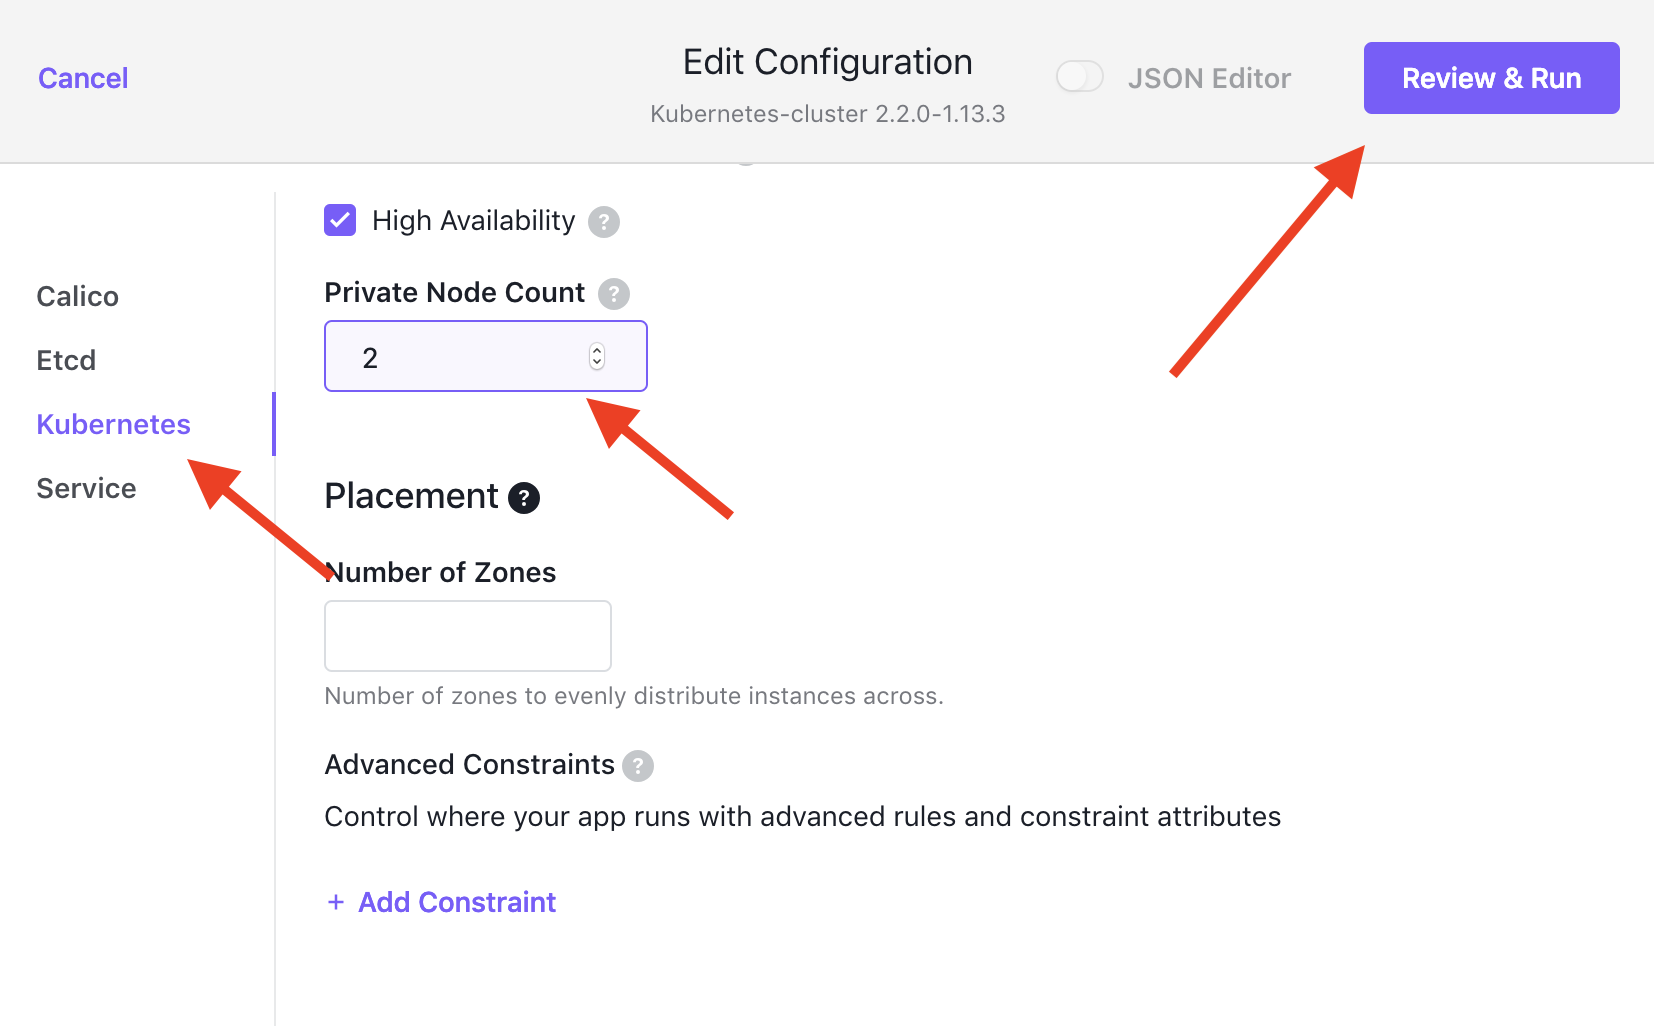 Cancel
Edit Configuration
Kubernetes-cluster 2.2.0-1.13.3
JSON Editor
Review & Run
Calico
Etcd
Kubernetes
Service
High Availability ?
Private Node Count ?
2
Placement ?
Number of Zones
Number of zones to evenly distribute instances across.
Advanced Constraints ?
Control where your app runs with advanced rules and constraint attributes
+ Add Constraint